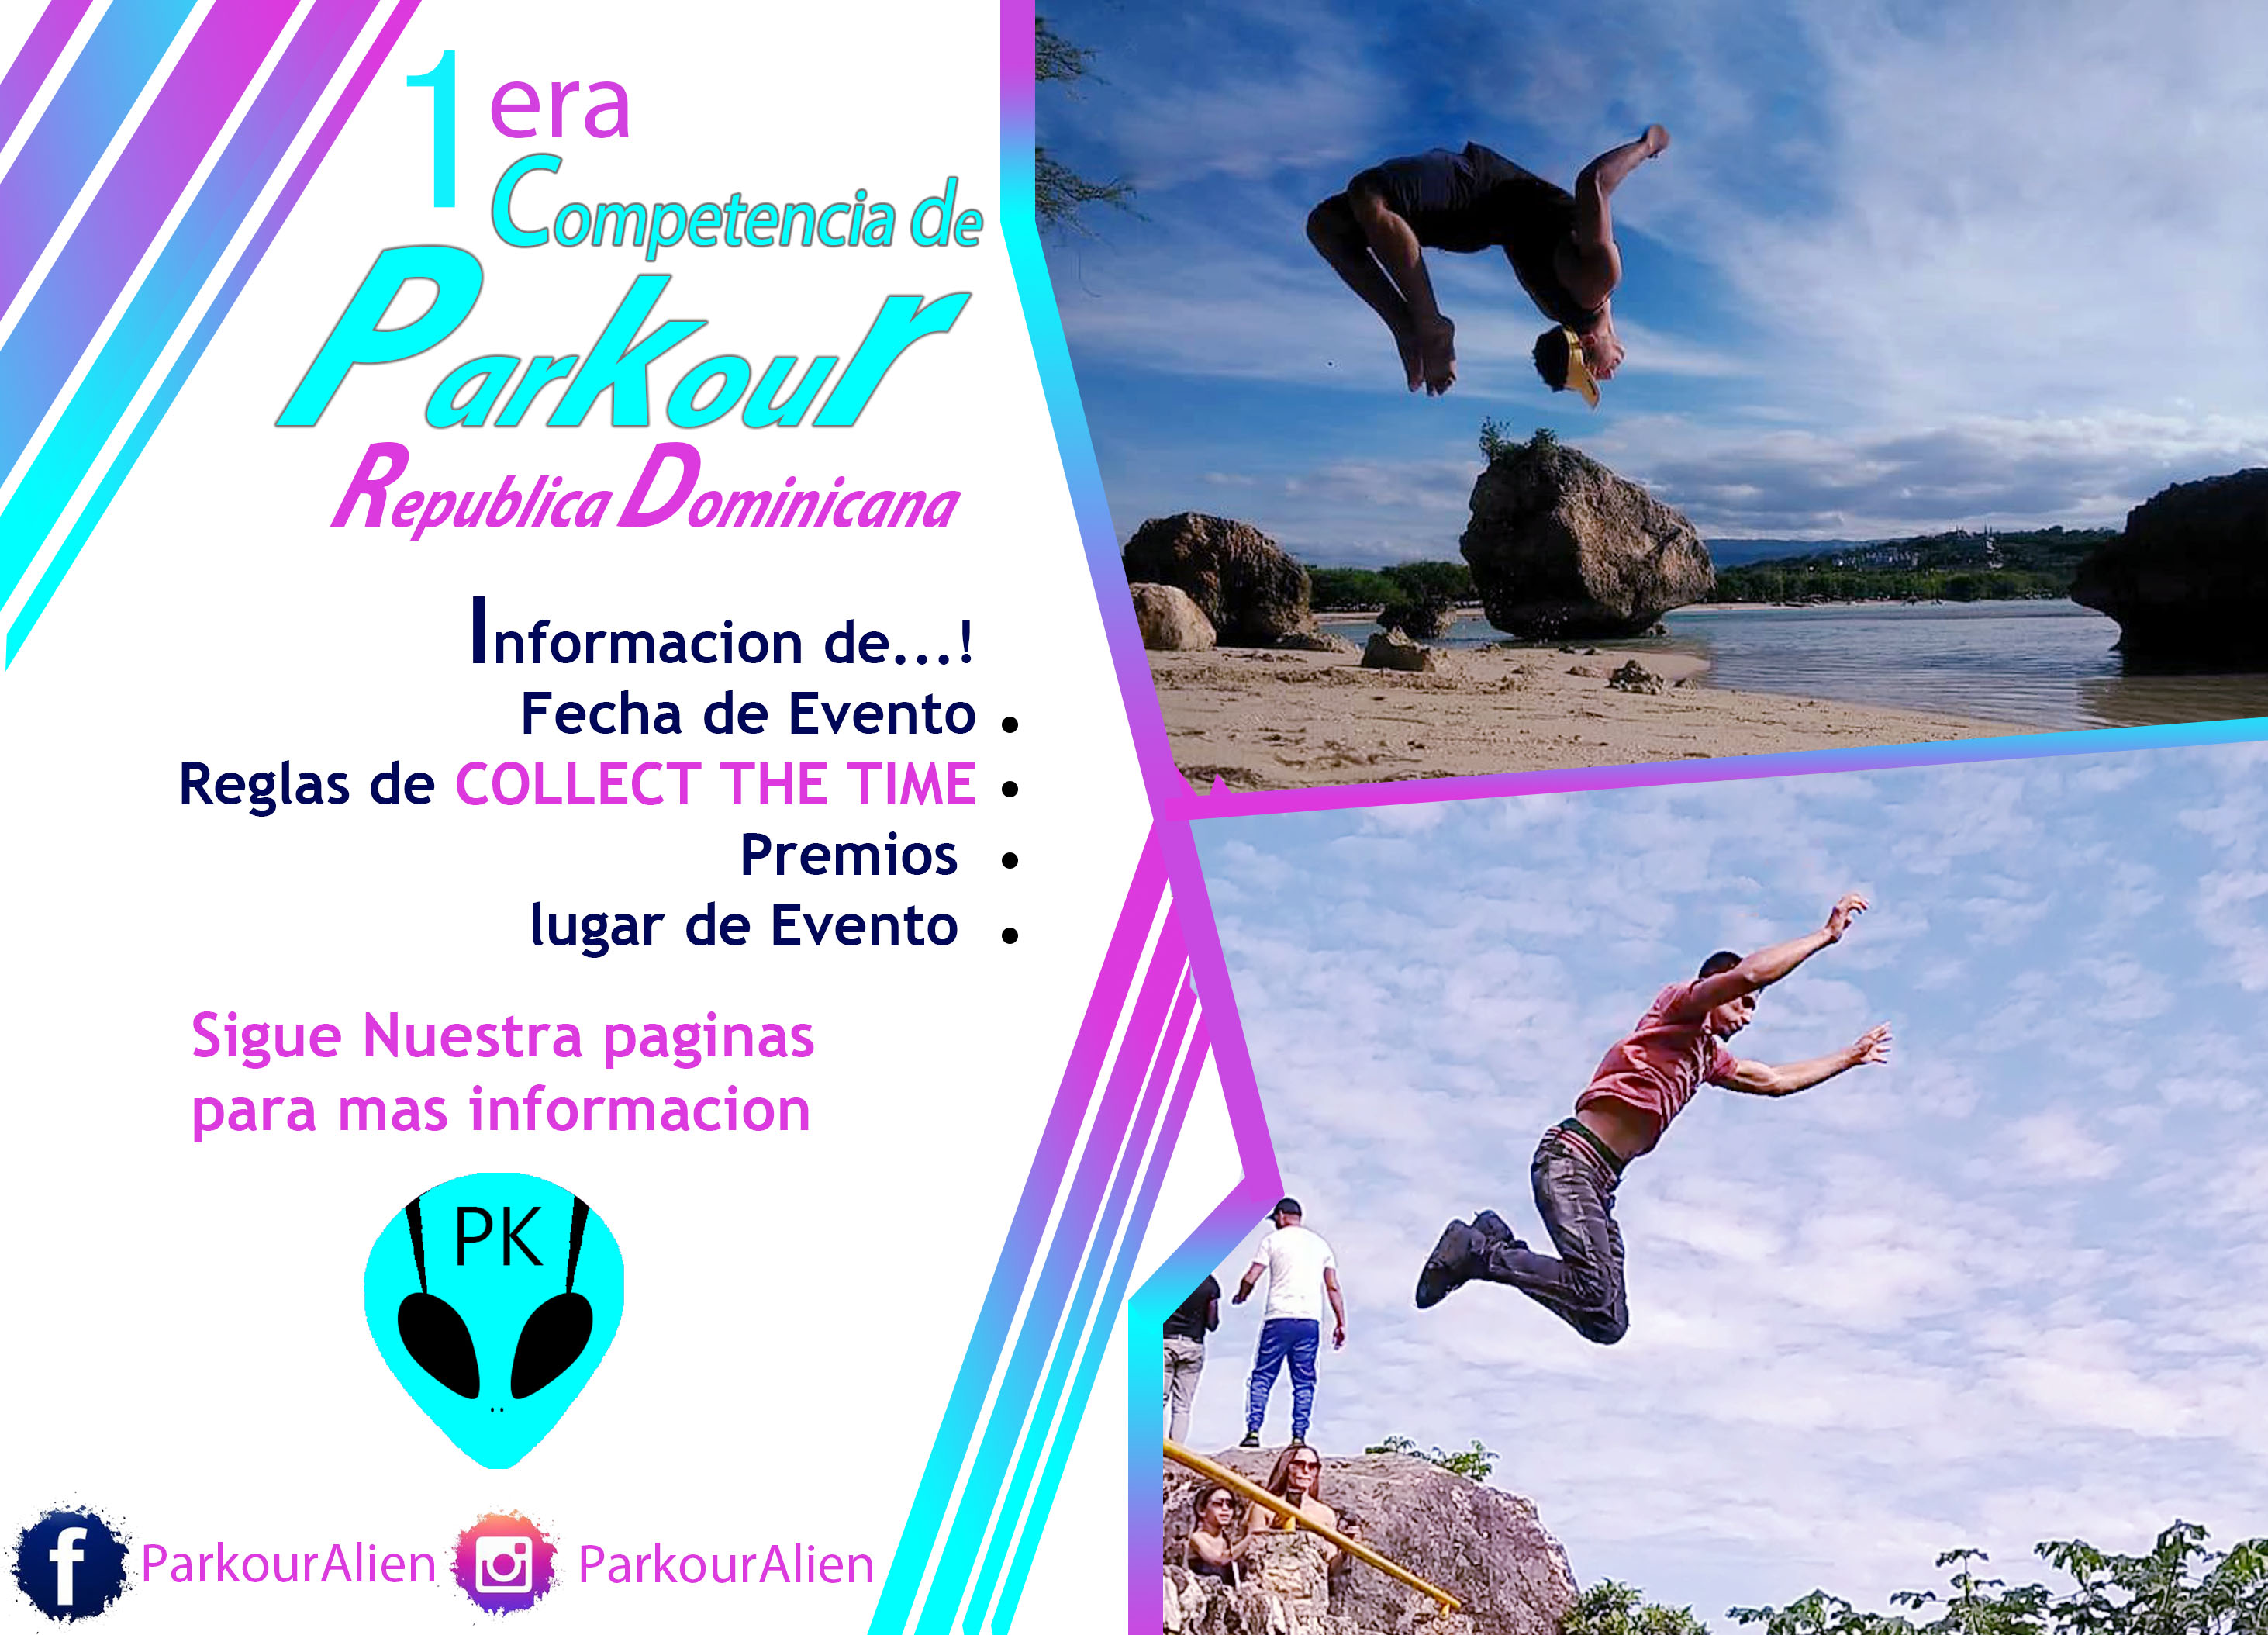 1era
Competencia de
Parkour
Republica Dominicana
Informacion de...!
Fecha de Evento •
Reglas de COLLECT THE TIME •
Premios •
lugar de Evento •
Sigue Nuestra paginas
para mas informacion
PK
f ParkourAlien ParkourAlien